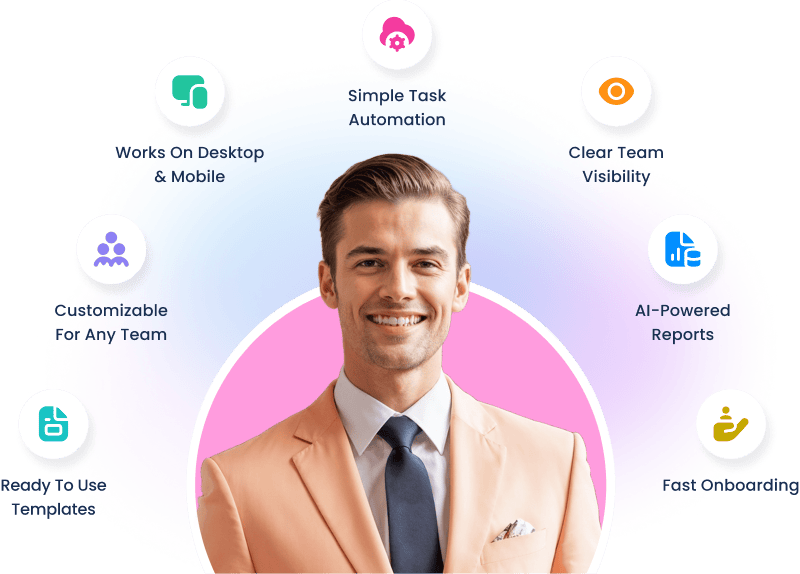 Simple Task
Automation
Works On Desktop
& Mobile
Clear Team
Visibility
Customizable
For Any Team
AI-Powered
Reports
Ready To Use
Templates
Fast Onboarding